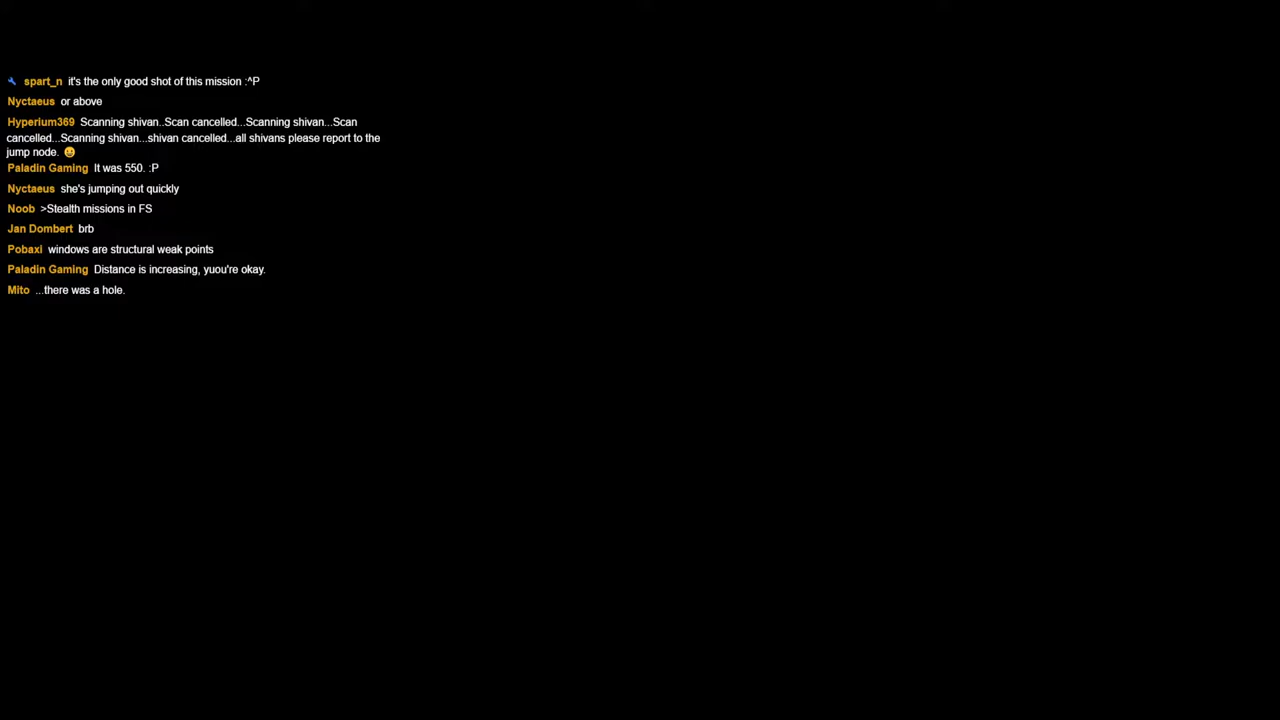 spart_n it's the only good shot of this mission :^P
Nyctaeus or above
Hyperium369 Scanning shivan..Scan cancelled...Scanning shivan...Scan
cancelled...Scanning shivan...shivan cancelled...all shivans please report to the
jump node. 😃
Paladin Gaming It was 550. :P
Nyctaeus she's jumping out quickly
Noob >Stealth missions in FS
Jan Dombert brb
Pobaxi windows are structural weak points
Paladin Gaming Distance is increasing, yuou're okay.
Mito ...there was a hole.